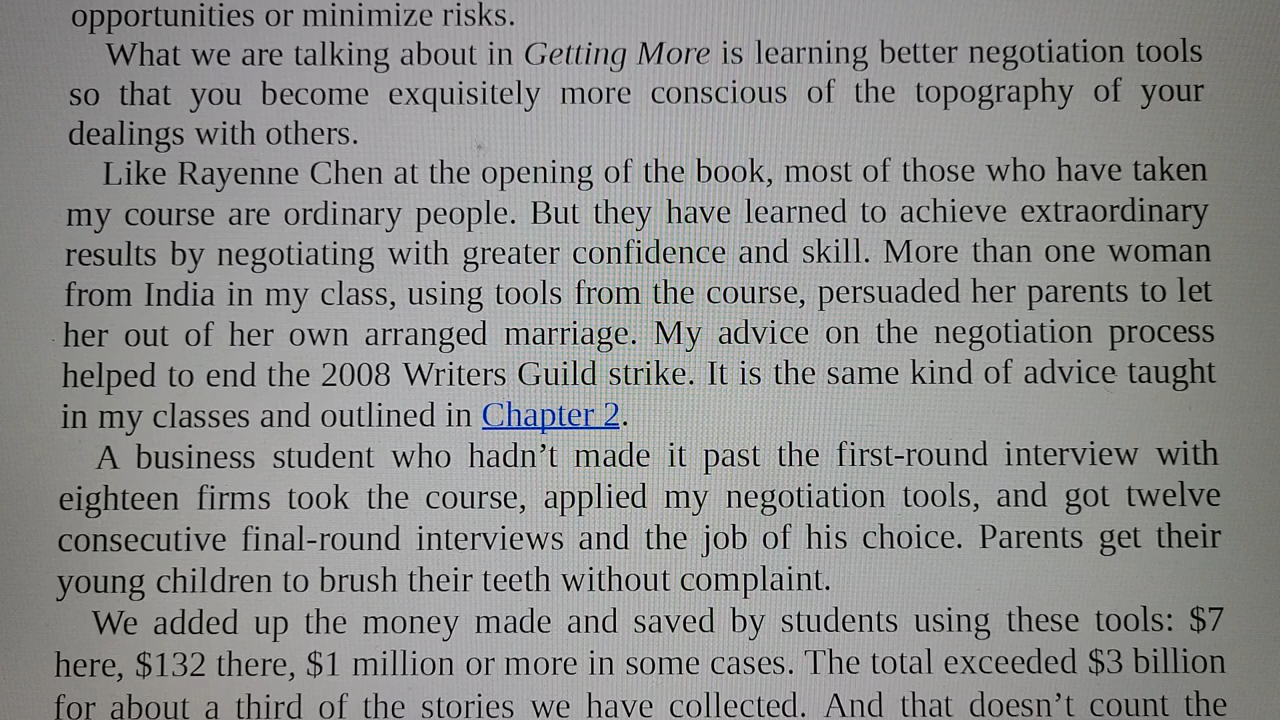 opportunities or minimize risks.
What we are talking about in Getting More is learning better negotiation tools
so that you become exquisitely more conscious of the topography of your
dealings with others.
Like Rayenne Chen at the opening of the book, most of those who have taken
my course are ordinary people. But they have learned to achieve extraordinary
results by negotiating with greater confidence and skill. More than one woman
from India in my class, using tools from the course, persuaded her parents to let
her out of her own arranged marriage. My advice on the negotiation process
helped to end the 2008 Writers Guild strike. It is the same kind of advice taught
in my classes and outlined in Chapter 2.
A business student who hadn’t made it past the first-round interview with
eighteen firms took the course, applied my negotiation tools, and got twelve
consecutive final-round interviews and the job of his choice. Parents get their
young children to brush their teeth without complaint.
We added up the money made and saved by students using these tools: $7
here, $132 there, $1 million or more in some cases. The total exceeded $3 billion
for about a third of the stories we have collected. And that doesn’t count the